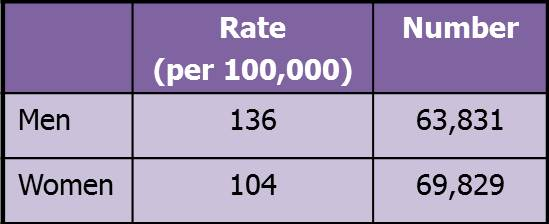 Rate
(per 100,000)
Number
Men 136 63,831
Women 104 69,829